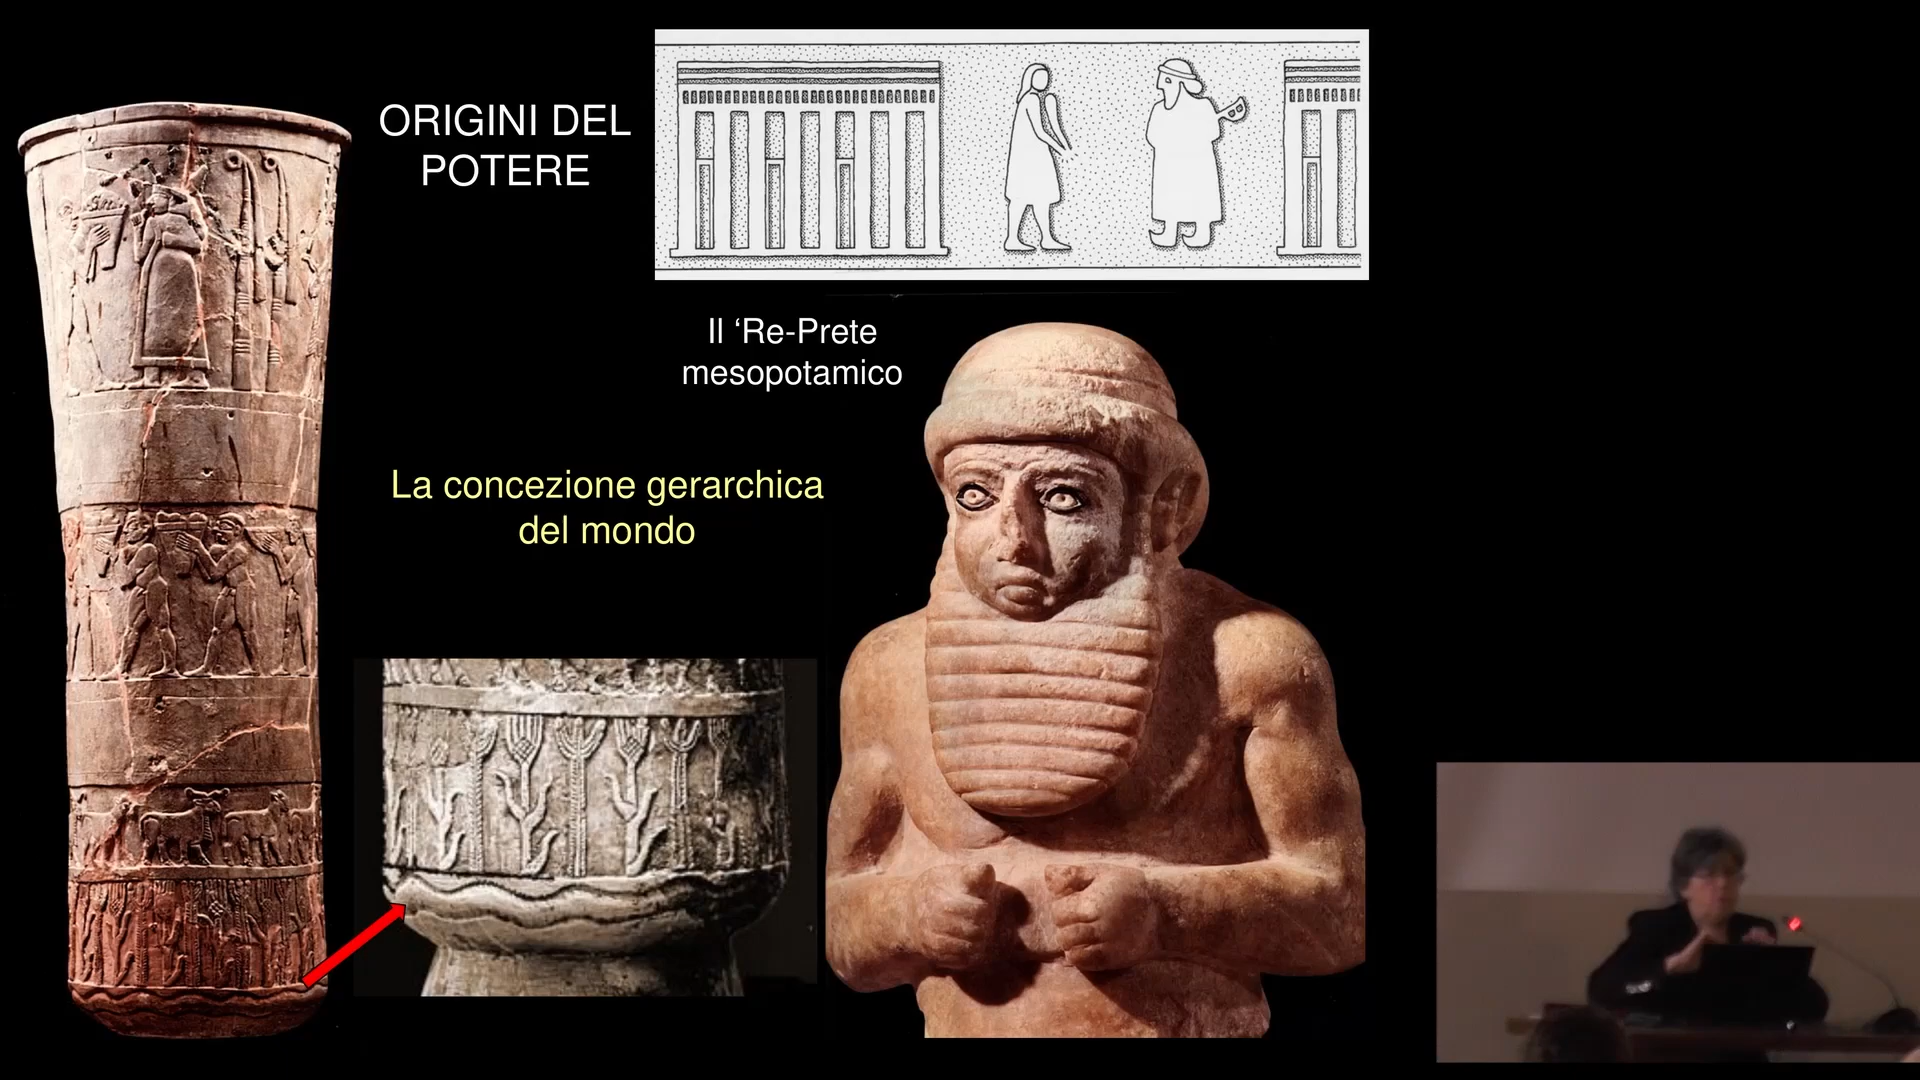 ORIGINI DEL
POTERE
Il ‘Re-Prete
mesopotamico
La concezione gerarchica
del mondo